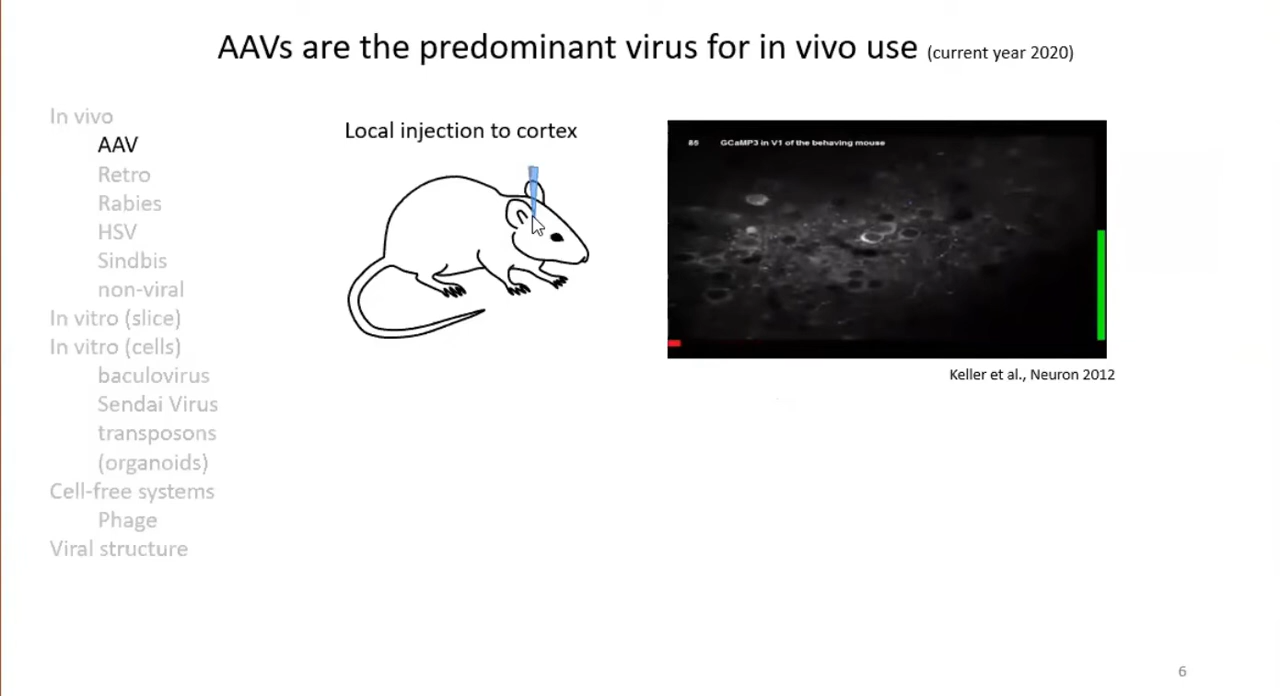 AAVs are the predominant virus for in vivo use (current year 2020)
In vivo
AAV
Retro
Rabies
HSV
Sindbis
non-viral
In vitro (slice)
In vitro (cells)
baculovirus
Sendai Virus
transposons
(organoids)
Cell-free systems
Phage
Viral structure
Local injection to cortex
85 GCaMP3 in V1 of the behaving mouse
Keller et al., Neuron 2012
6